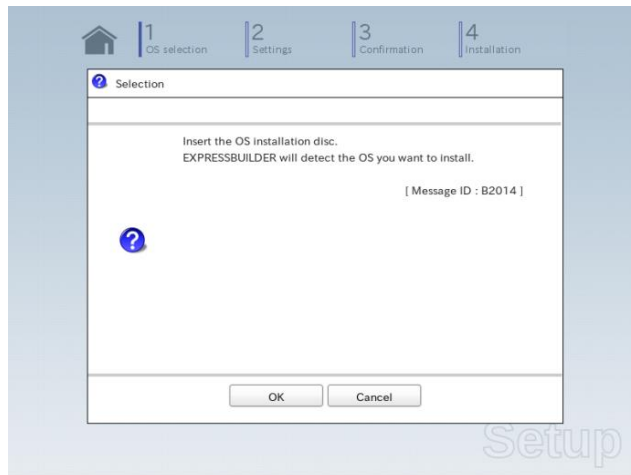 1
OS selection
2
Settings
3
Confirmation
4
Installation
Selection
Insert the OS installation disc.
EXPRESSBUILDER will detect the OS you want to install.
[ Message ID : B2014 ]
OK
Cancel
Setup